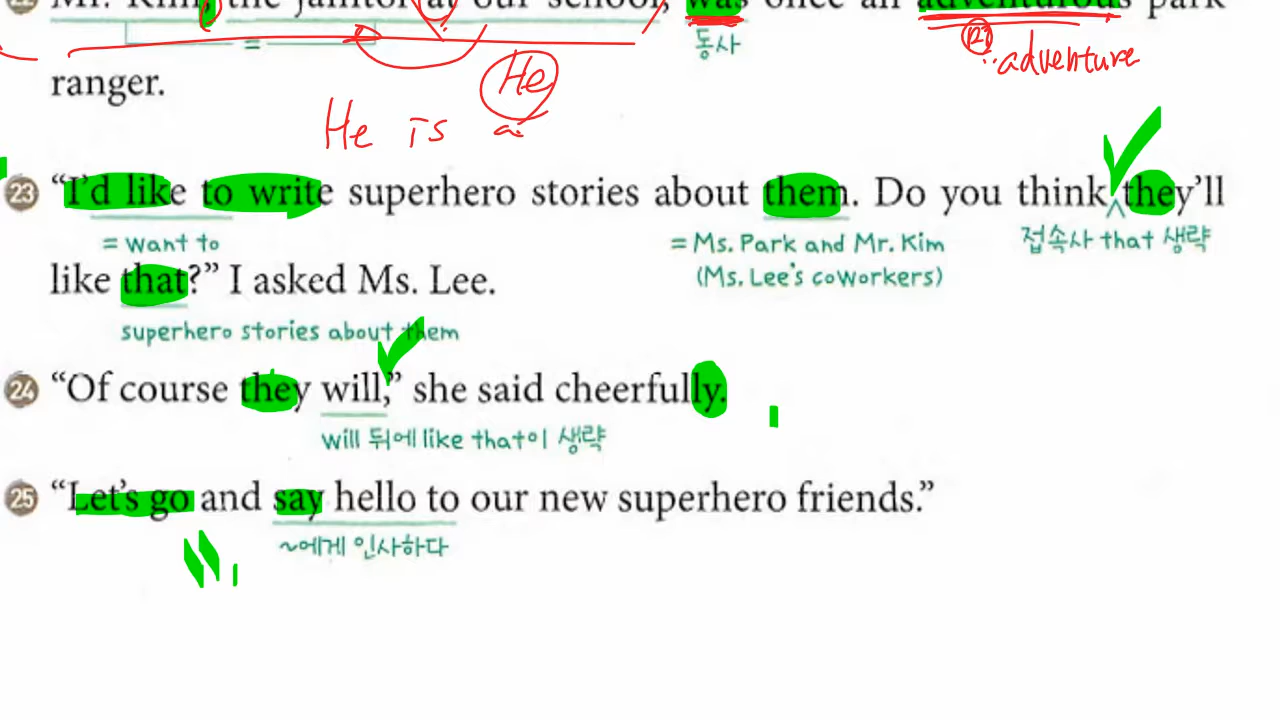 Mr. Kim, the janitor at our school, was once an adventurous park
=
동사
형
adventure
ranger.
He
He is a
23 “I’d like to write superhero stories about them. Do you think they’ll
= want to
= Ms. Park and Mr. Kim
(Ms. Lee's coworkers)
접속사 that 생략
like that?” I asked Ms. Lee.
superhero stories about them
24 “Of course they will,” she said cheerfully.
will 뒤에 like that이 생략
25 “Let’s go and say hello to our new superhero friends.”
~에게 인사하다